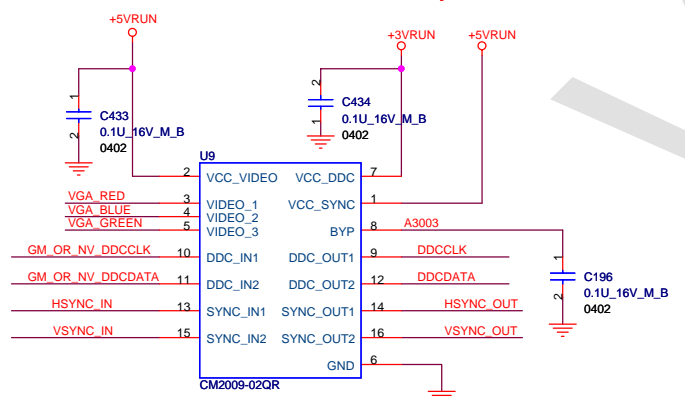 +5VRUN
+3VRUN
+5VRUN
1
C433
0.1U_16V_M_B
0402
2
2
C434
0.1U_16V_M_B
0402
1
U9
2
VCC_VIDEO
VCC_DDC
7
VCC_SYNC
1
VGA_RED
3
VIDEO_1
VGA_BLUE
4
VIDEO_2
VGA_GREEN
5
VIDEO_3
BYP
8
A3003
GM_OR_NV_DDCCLK
10
DDC_IN1
DDC_OUT1
9
DDCCLK
GM_OR_NV_DDCDATA
11
DDC_IN2
DDC_OUT2
12
DDCDATA
1
C196
0.1U_16V_M_B
0402
2
HSYNC_IN
13
SYNC_IN1
SYNC_OUT1
14
HSYNC_OUT
VSYNC_IN
15
SYNC_IN2
SYNC_OUT2
16
VSYNC_OUT
GND
6
CM2009-02QR